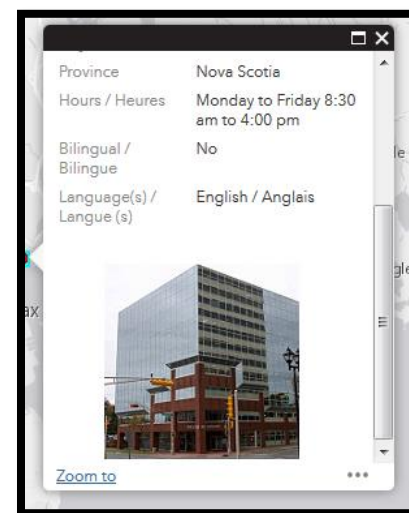 Province Nova Scotia
Hours / Heures Monday to Friday 8:30
am to 4:00 pm
Bilingual / No
Bilingue
Language(s) / English / Anglais
Langue (s)
ax
Zoom to